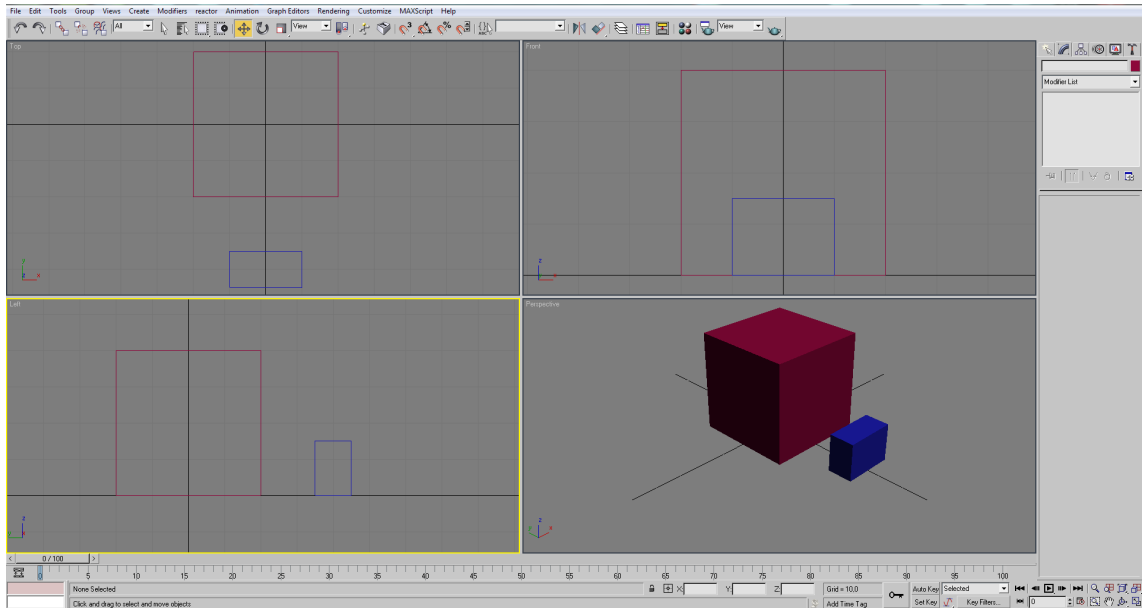 File Edit Tools Group Views Create Modifiers reactor Animation Graph Editors Rendering Customize MAXScript Help
All View View
Top
Front
Modifier List
Left
Perspective
0 / 100
0 5 10 15 20 25 30 35 40 45 50 55 60 65 70 75 80 85 90 95 100
None Selected X: Y: Z: Grid = 10.0 Auto Key Selected
Click and drag to select and move objects Add Time Tag Set Key Key Filters... 0